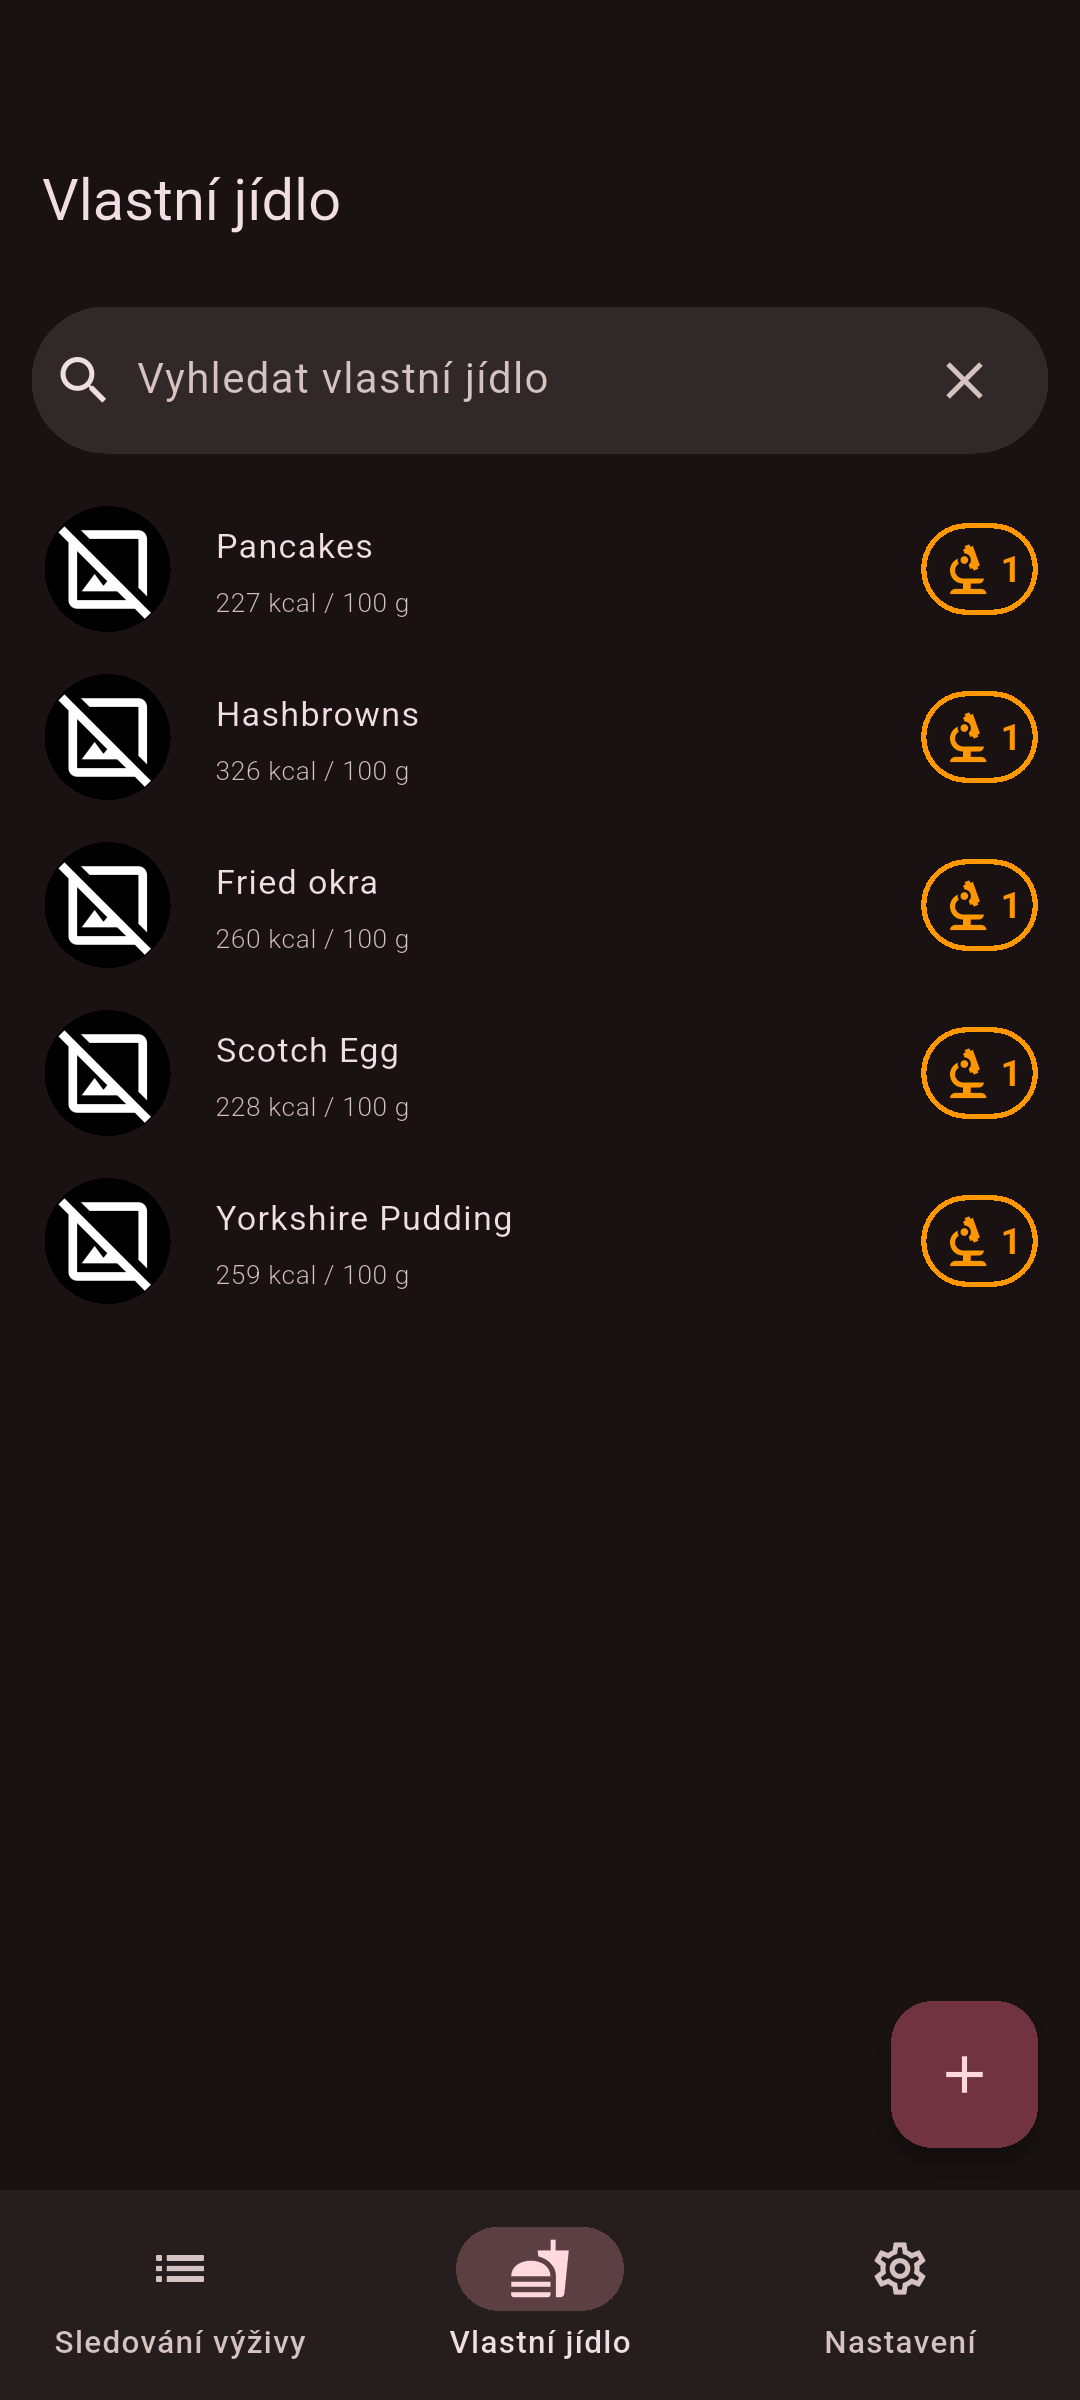 Vlastní jídlo
Vyhledat vlastní jídlo
Pancakes
227 kcal / 100 g
1
Hashbrowns
326 kcal / 100 g
1
Fried okra
260 kcal / 100 g
1
Scotch Egg
228 kcal / 100 g
1
Yorkshire Pudding
259 kcal / 100 g
1
Sledování výživy
Vlastní jídlo
Nastavení